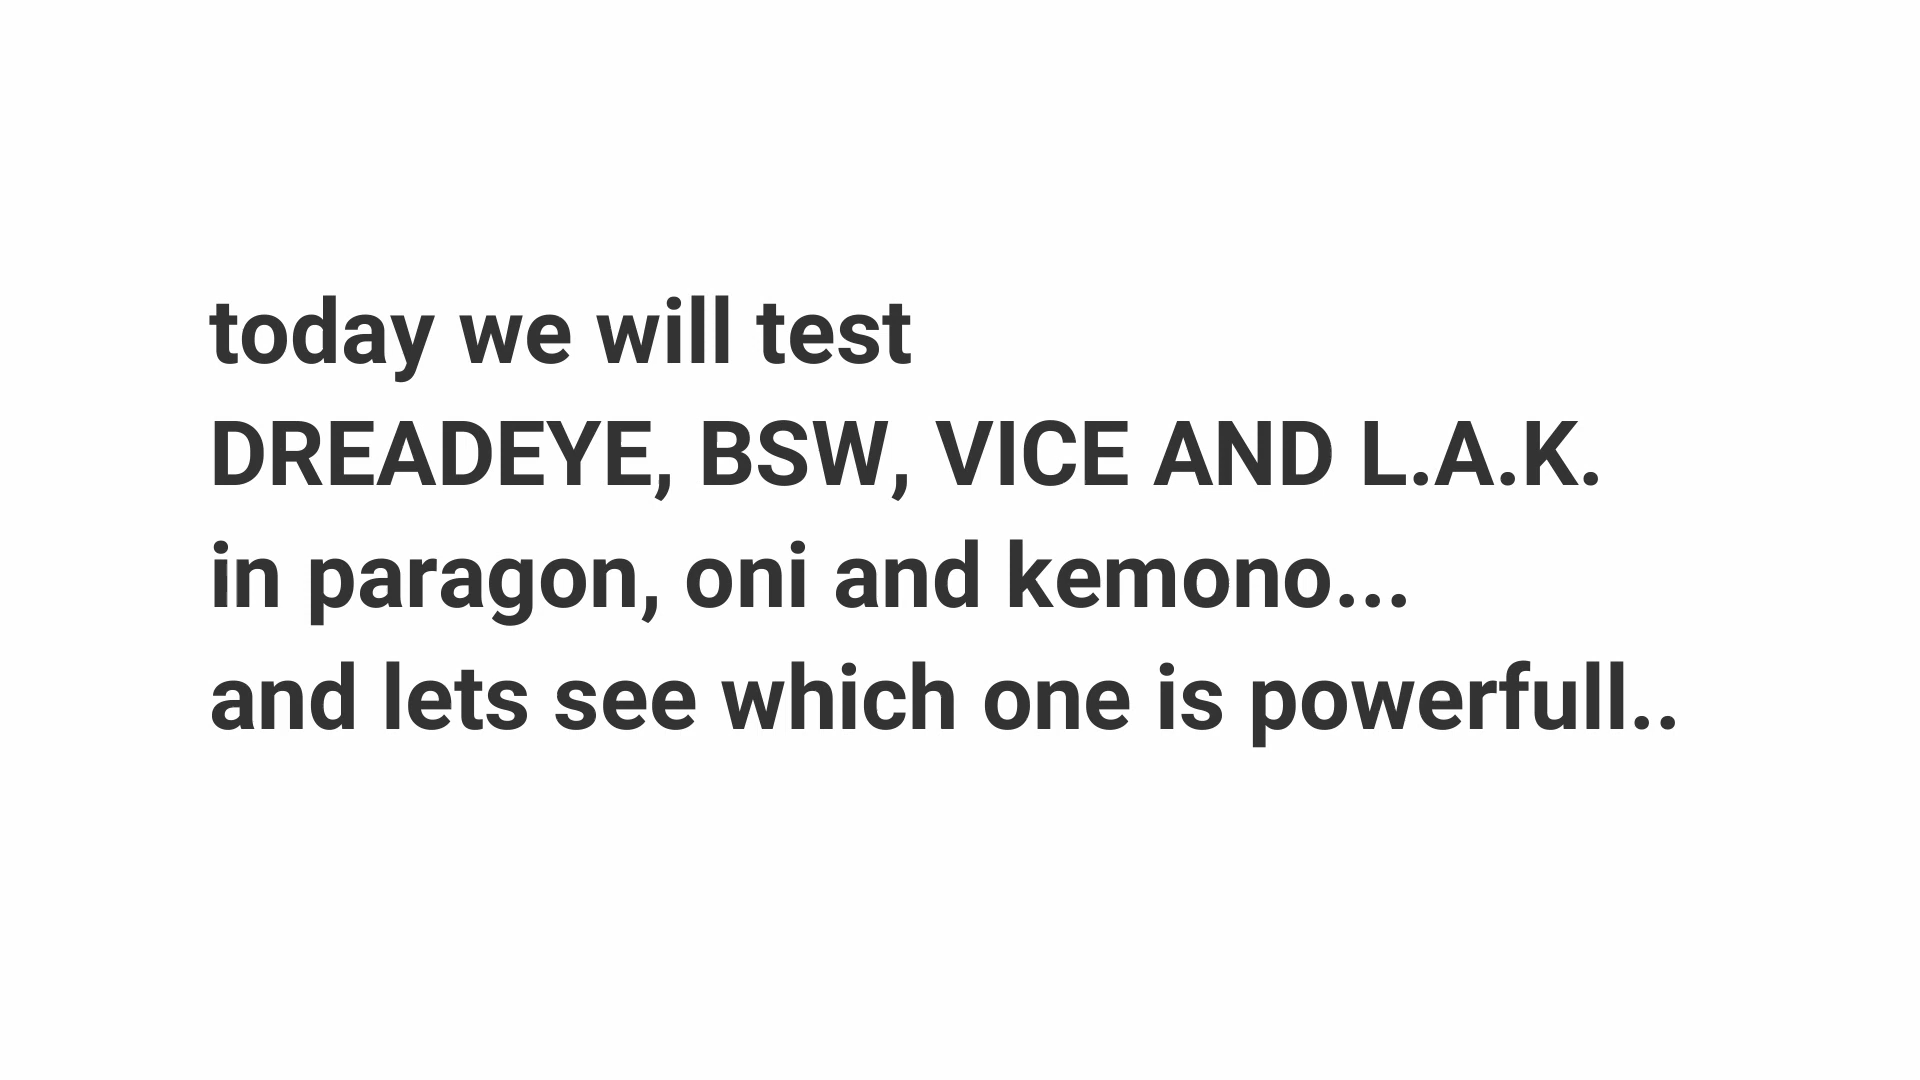 today we will test
DREADEYE, BSW, VICE AND L.A.K.
in paragon, oni and kemono...
and lets see which one is powerfull..